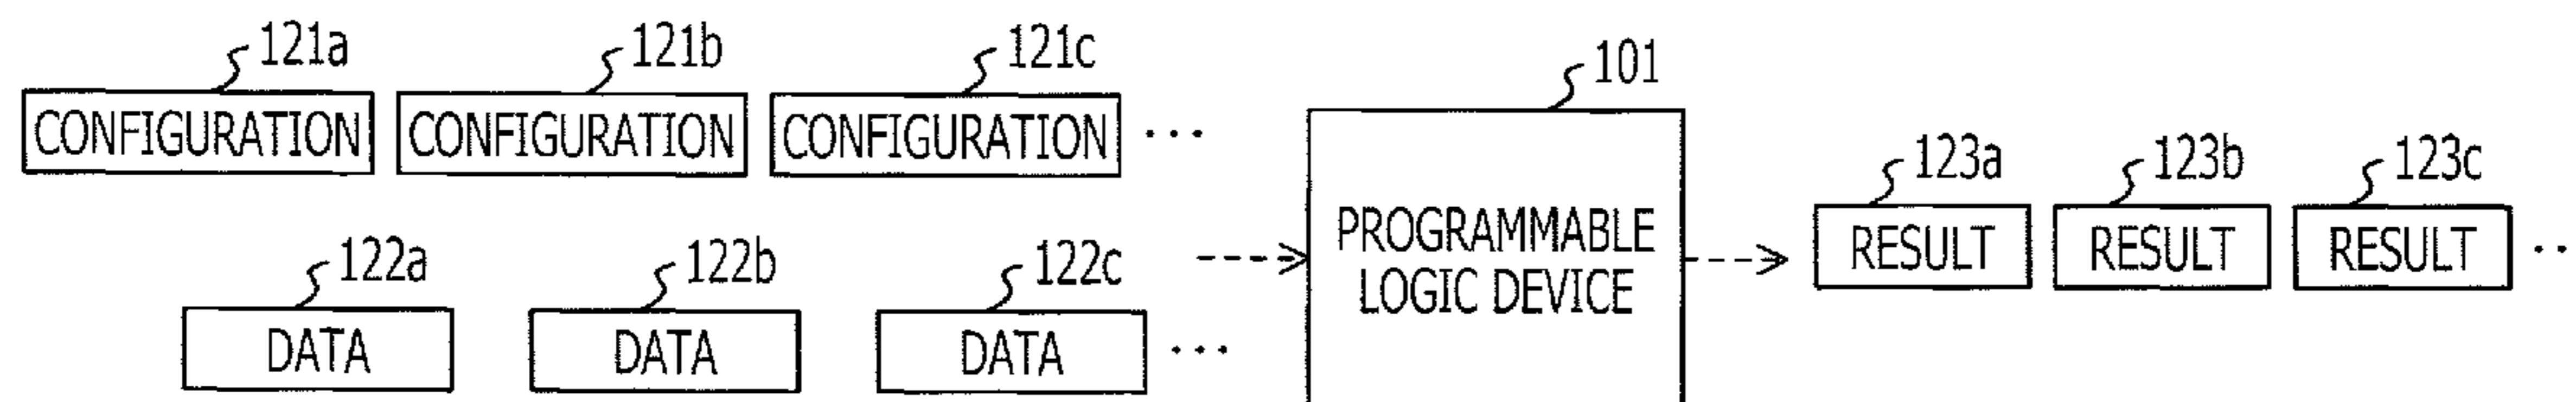 121a 121b 121c 101
CONFIGURATION CONFIGURATION CONFIGURATION ...
123a 123b 123c
PROGRAMMABLE
LOGIC DEVICE
RESULT RESULT RESULT ..
122a 122b 122c
DATA DATA DATA ...